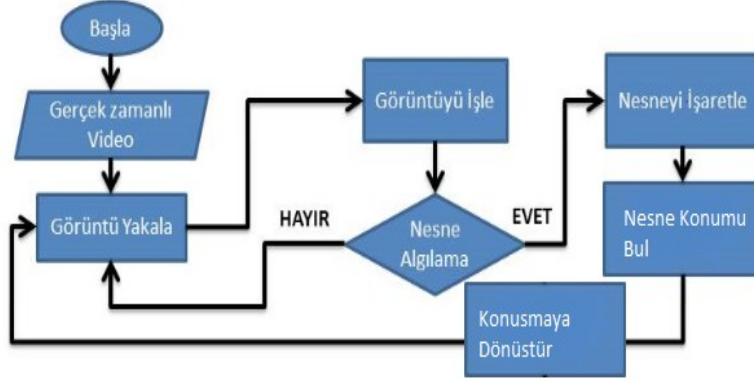 Başla
Gerçek zamanlı
Video
Görüntü Yakala
Görüntüyü İşle
Nesne
Algılama
HAYIR
EVET
Nesneyi İşaretle
Nesne Konumu
Bul
Konusmaya
Dönüstür